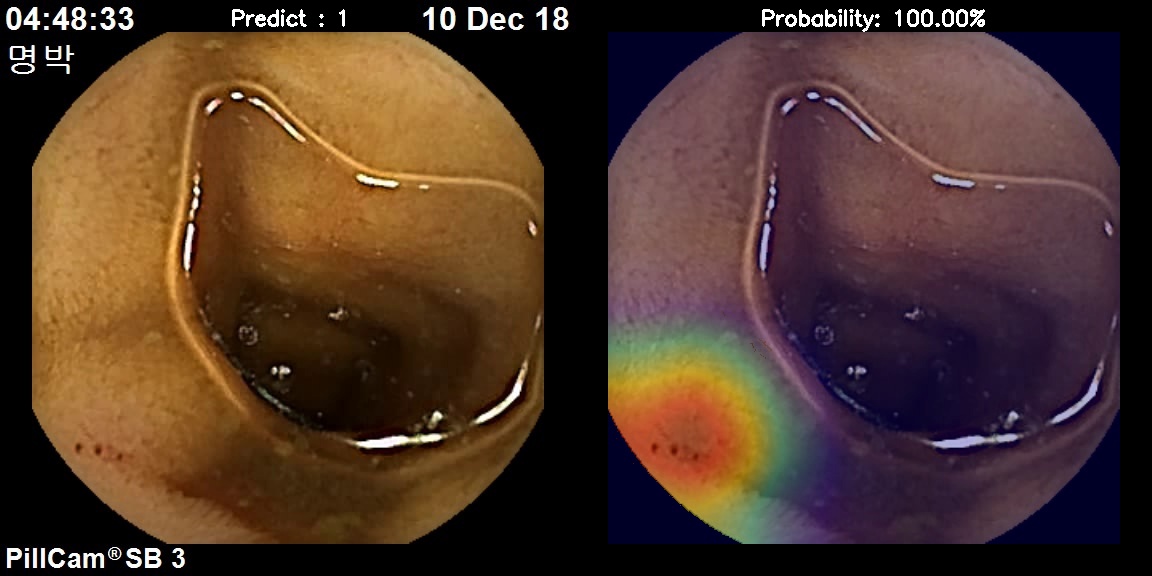 04:48:33
Predict : 1
10 Dec 18
Probability: 100.00%
명박
PillCam® SB 3